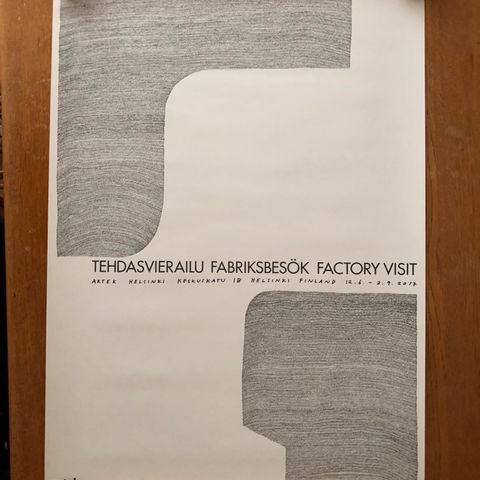 TEHDASVIERAILU FABRIKSBESÖK FACTORY VISIT
ARTEK HELSINKI KESKUSKATU 1B HELSINKI FINLAND 12.6. – 2.9.2017